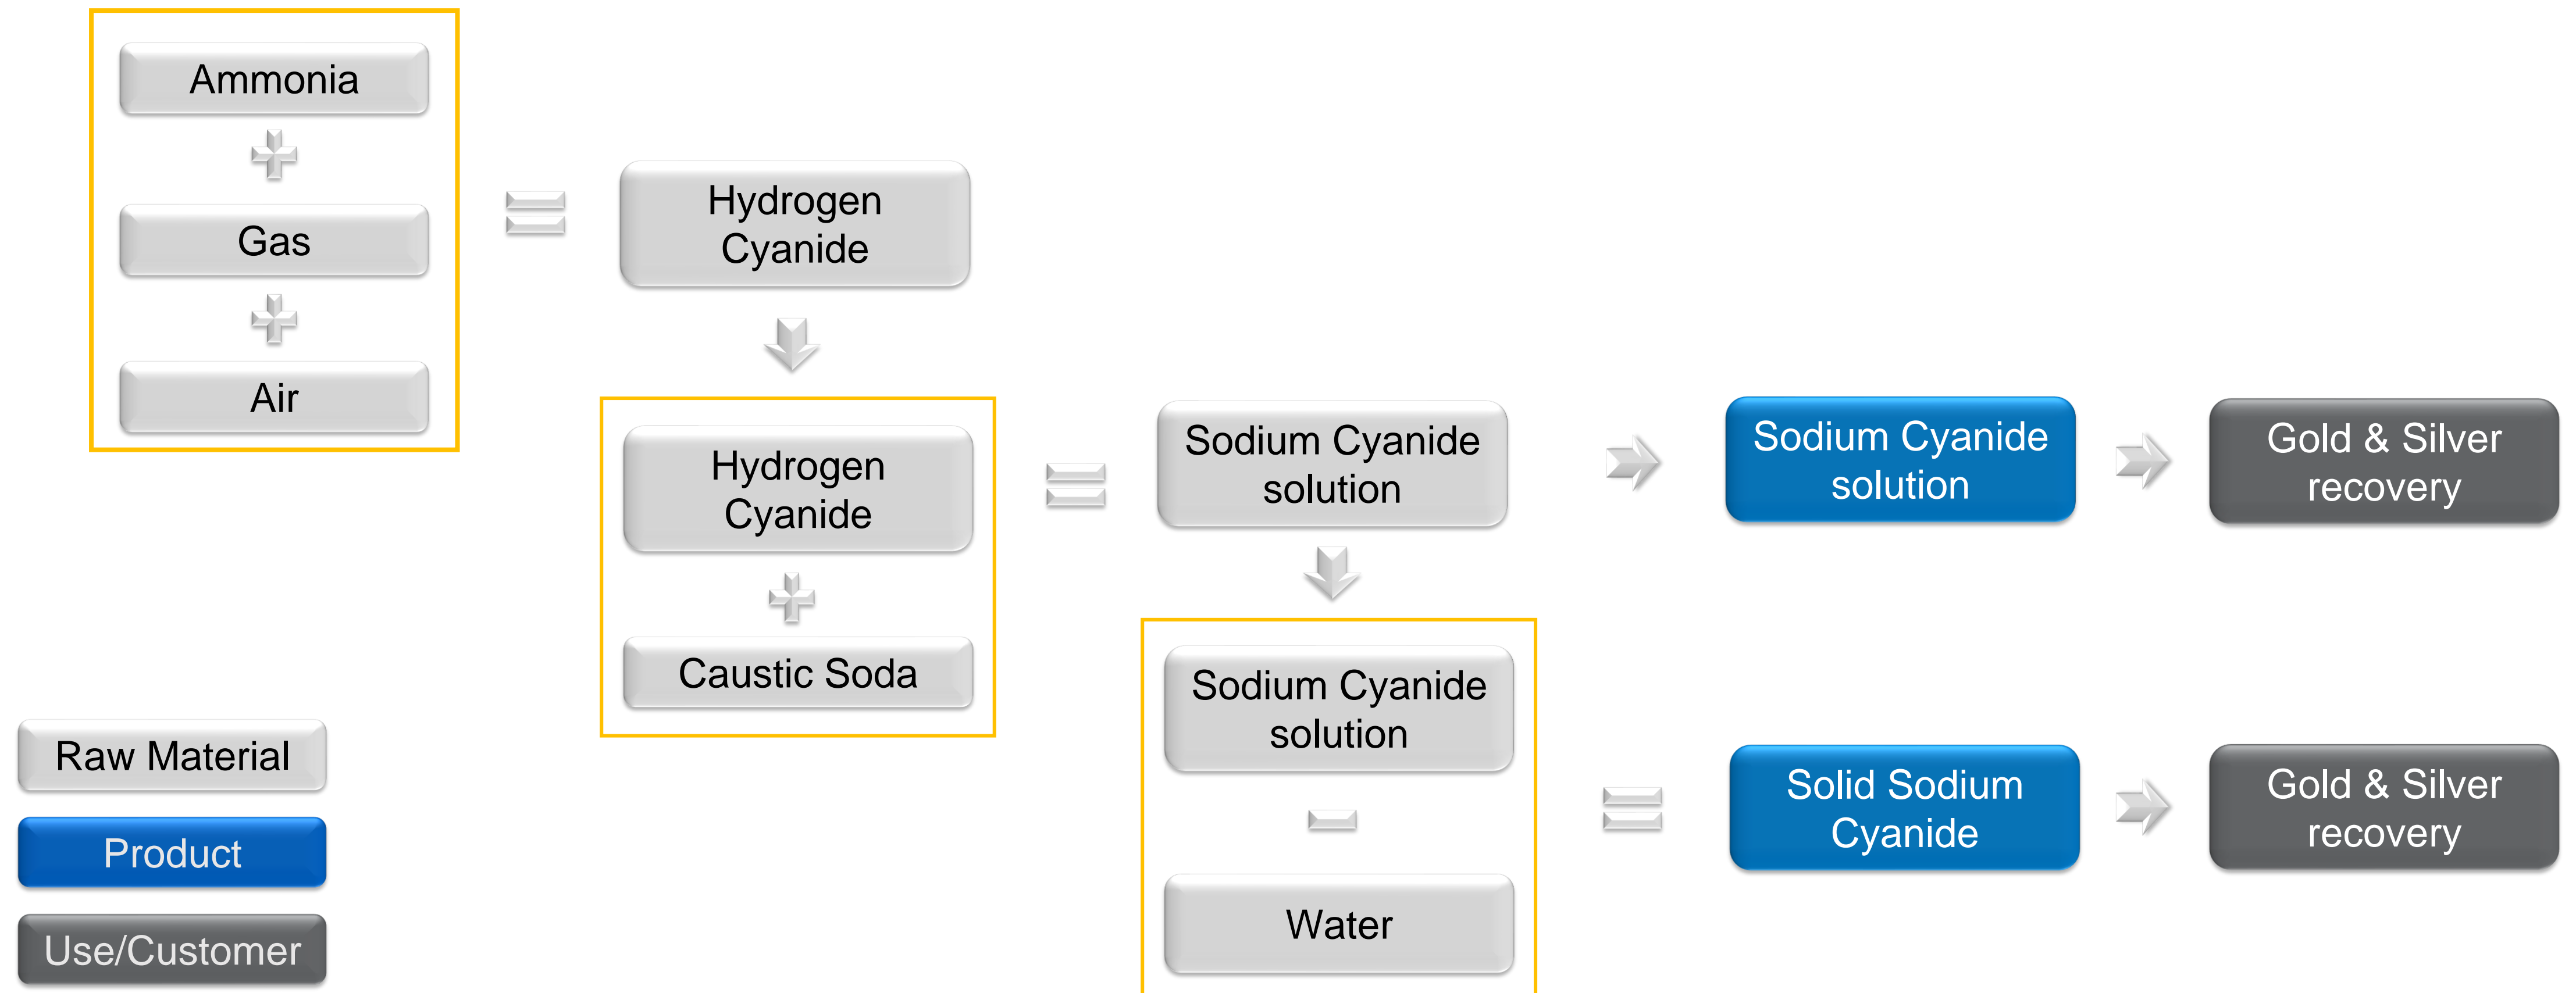 Ammonia
Gas
Air
Hydrogen
Cyanide
Hydrogen
Cyanide
Caustic Soda
Sodium Cyanide
solution
Sodium Cyanide
solution
Water
Sodium Cyanide
solution
Gold & Silver
recovery
Solid Sodium
Cyanide
Gold & Silver
recovery
Raw Material
Product
Use/Customer